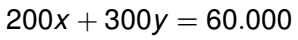 200x + 300y = 60.000